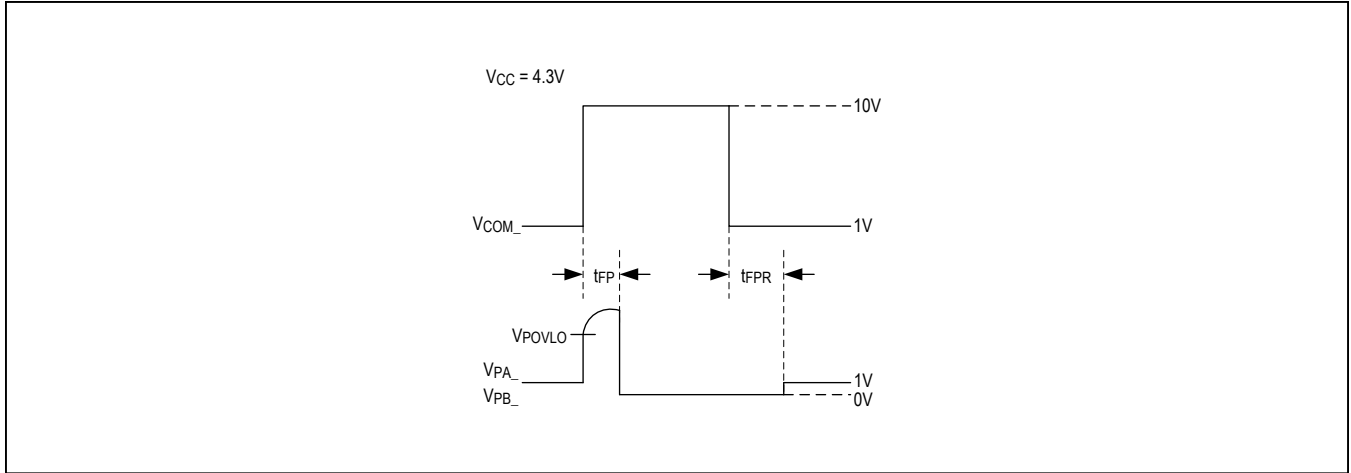 VCC = 4.3V
10V
VCOM_
1V
tFP
tFPR
VPOVLO
VPA_
1V
VPB_
0V